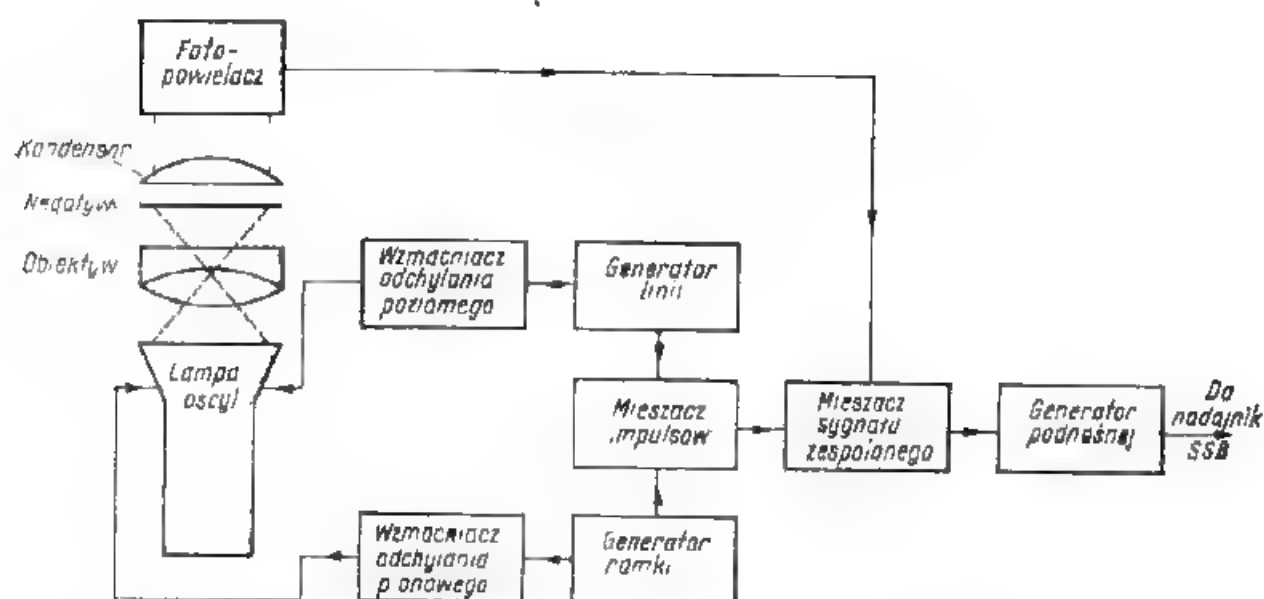 Foto-
powielacz
Kondensor
Negatyw
Obiektyw
Lampa
oscyl
Wzmacniacz
odchylania
poziomego
Generator
linii
Mieszacz
impulsów
Mieszacz
sygnału
zespolonego
Generator
podnośnej
Do
nadajnik
SSB
Wzmacniacz
odchylania
pionowego
Generator
ramki